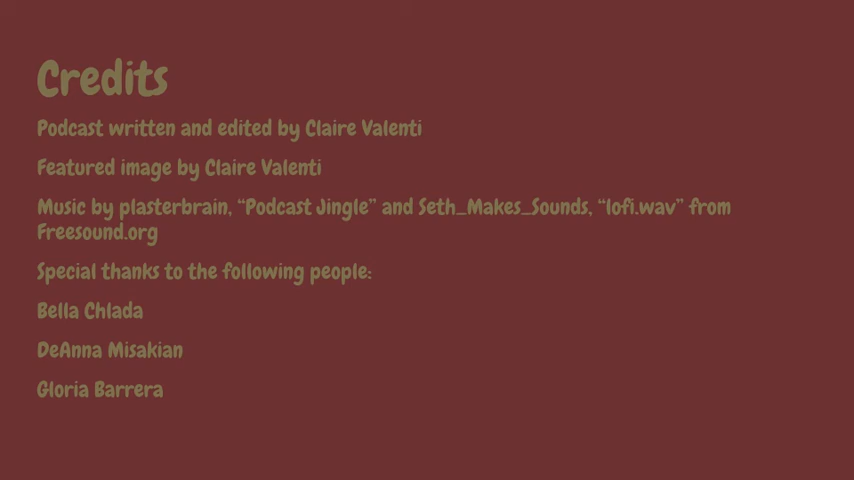 Credits
Podcast written and edited by Claire Valenti
Featured image by Claire Valenti
Music by plasterbrain, “Podcast Jingle” and Seth_Makes_Sounds, “lofi.wav” from
Freesound.org
Special thanks to the following people:
Bella Chlada
DeAnna Misakian
Gloria Barrera